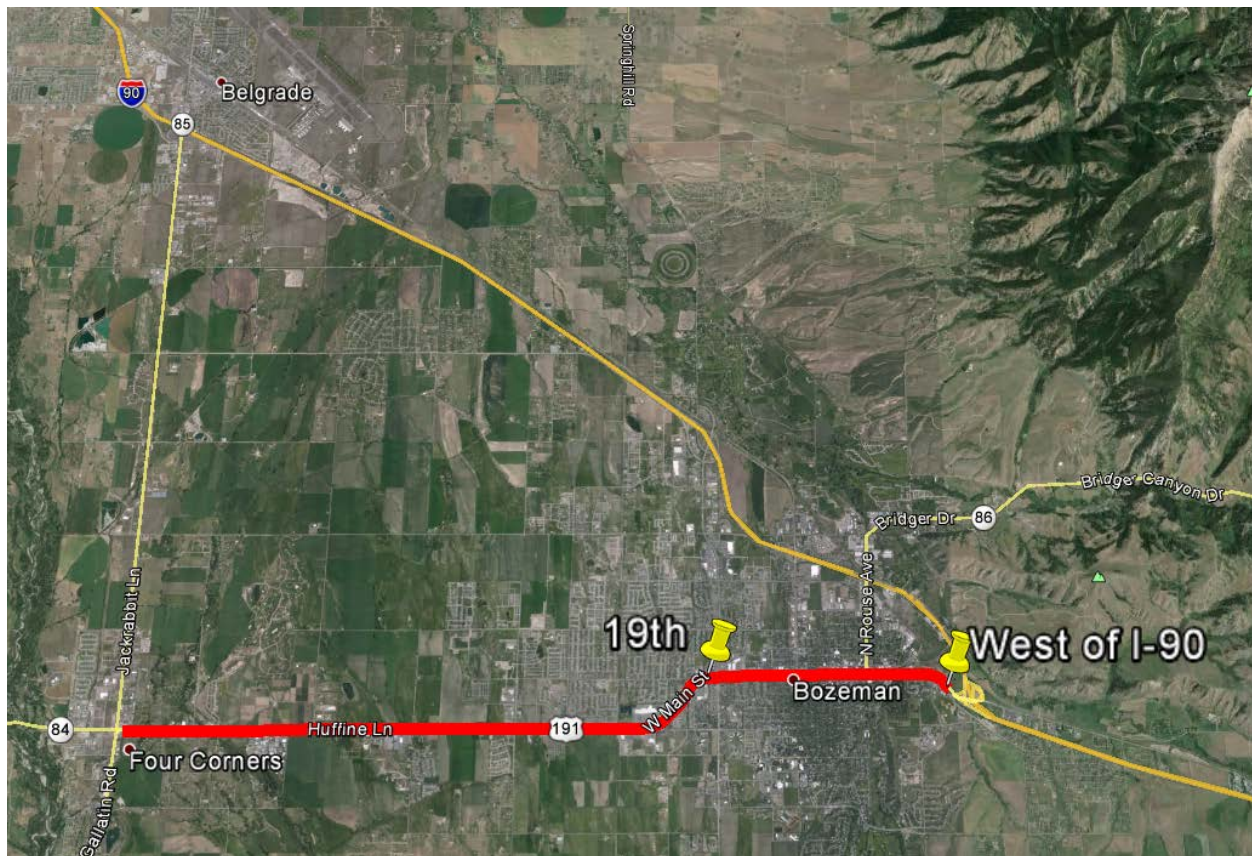 Springhill Rd
Belgrade
90
85
Bridger Canyon Dr
86
Bridger Dr
N Rouse Ave
Jackrabbit Ln
19th
West of I-90
W Main St
Bozeman
84
Huffine Ln
191
Four Corners
Gallatin Rd